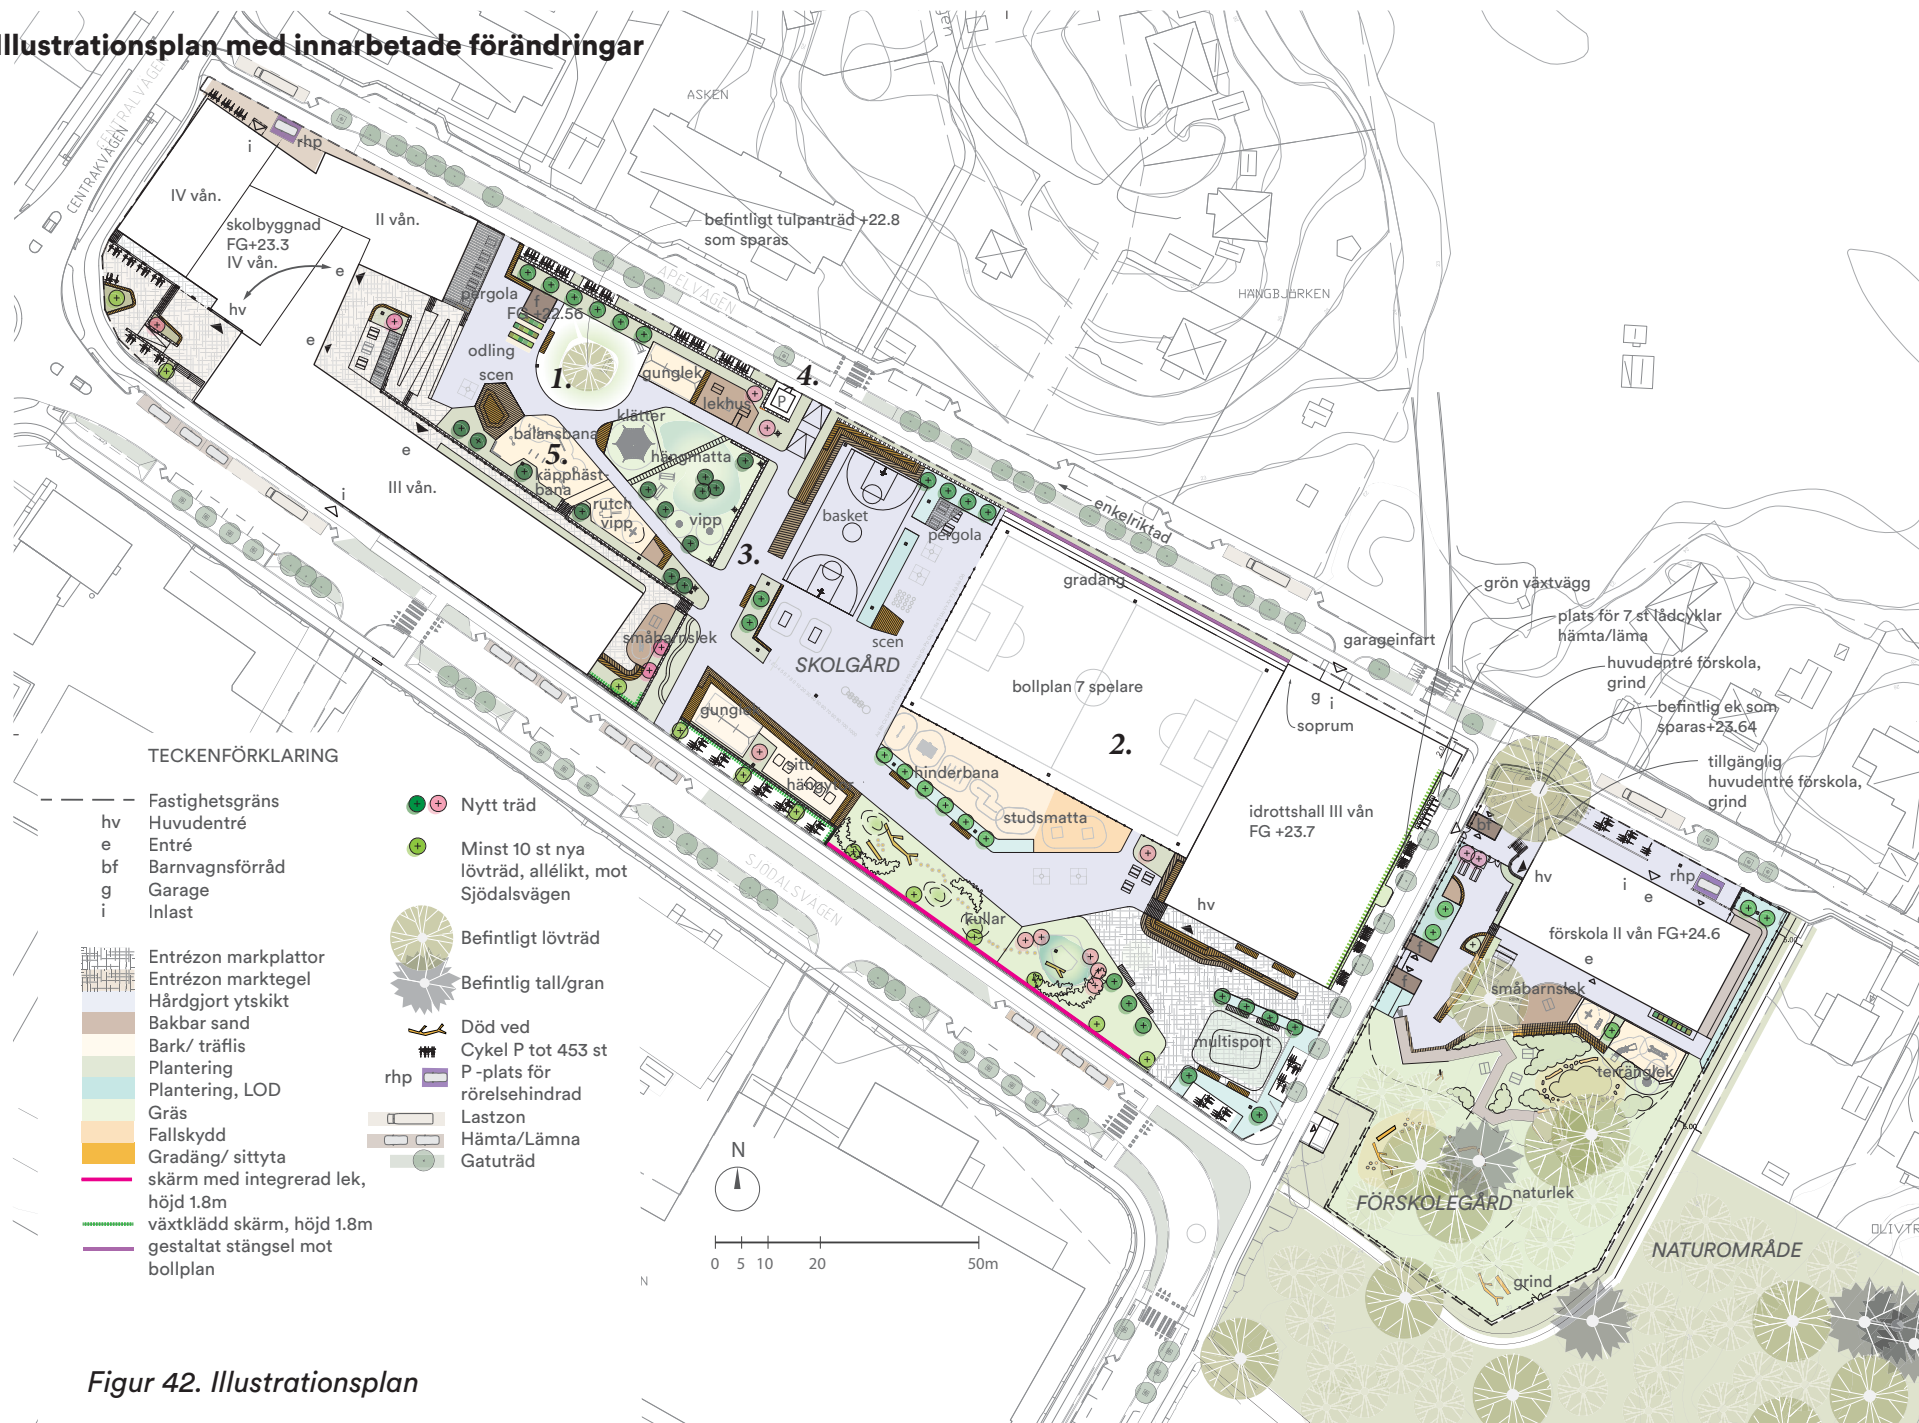 Illustrationsplan med innarbetade förändringar
CENTRALVÄGEN
CENTRAKVÄGEN
ASKEN
i
rhp
IV vån.
skolbyggnad
FG+23.3
IV vån.
II vån.
hv
e
e
e
i
III vån.
befintligt tulpanträd +22.8
som sparas
APELVÄGEN
HÄNGBJÖRKEN
pergola
f
FG +22.56
odling
scen
1.
gunglek
lekhus
P
4.
klätter
balansbana
5.
käpphäst-
bana
hängmatta
rutch
vipp
vipp
3.
basket
pergola
enkelriktad
gradäng
scen
småbarnslek
SKOLGÅRD
bollplan 7 spelare
2.
garageinfart
g
i
soprum
grön växtvägg
plats för 7 st lådcyklar
hämta/läma
huvudentré förskola,
grind
befintlig ek som
sparas+23.64
tillgänglig
huvudentré förskola,
grind
gunglek
hinderbana
studsmatta
idrottshall III vån
FG +23.7
hv
kullar
multisport
SJÖDALSVÄGEN
bf
hv
i
e
rhp
förskola II vån FG+24.6
e
f
f
småbarnslek
terränglek
naturlek
FÖRSKOLEGÅRD
grind
NATUROMRÅDE
TECKENFÖRKLARING
Fastighetsgräns
hv Huvudentré
e Entré
bf Barnvagnsförråd
g Garage
i Inlast
Entrézon markplattor
Entrézon marktegel
Hårdgjort ytskikt
Bakbar sand
Bark/ träflis
Plantering
Plantering, LOD
Gräs
Fallskydd
Gradäng/ sittyta
skärm med integrerad lek,
höjd 1.8m
växtklädd skärm, höjd 1.8m
gestaltat stängsel mot
bollplan
Nytt träd
Minst 10 st nya
lövträd, allélikt, mot
Sjödalsvägen
Befintligt lövträd
Befintlig tall/gran
Död ved
Cykel P tot 453 st
rhp P -plats för
rörelsehindrad
Lastzon
Hämta/Lämna
Gatuträd
N
0 5 10 20 50m
Figur 42. Illustrationsplan